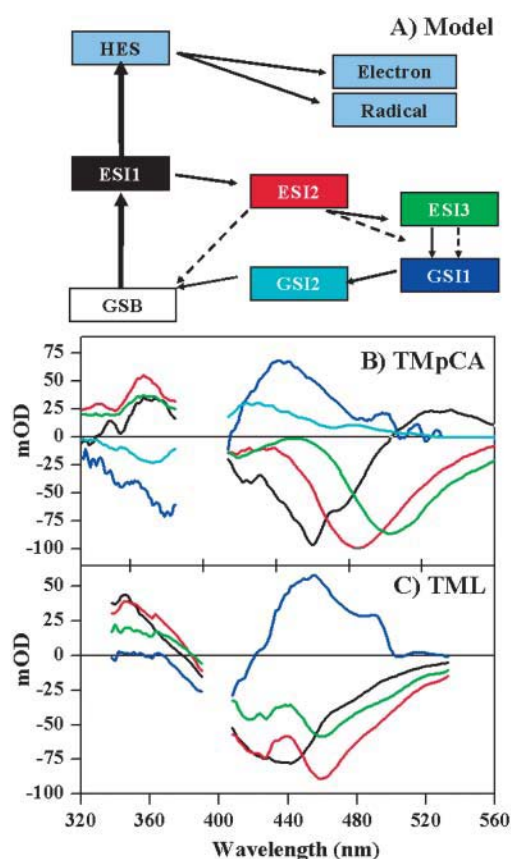 A) Model
HES
Electron
Radical
ESI1
ESI2
ESI3
GSB
GSI2
GSI1
B) TMpCA
mOD
75
50
25
0
-25
-50
-75
-100
C) TML
mOD
50
25
0
-25
-50
-75
-100
320 360 400 440 480 520 560
Wavelength (nm)